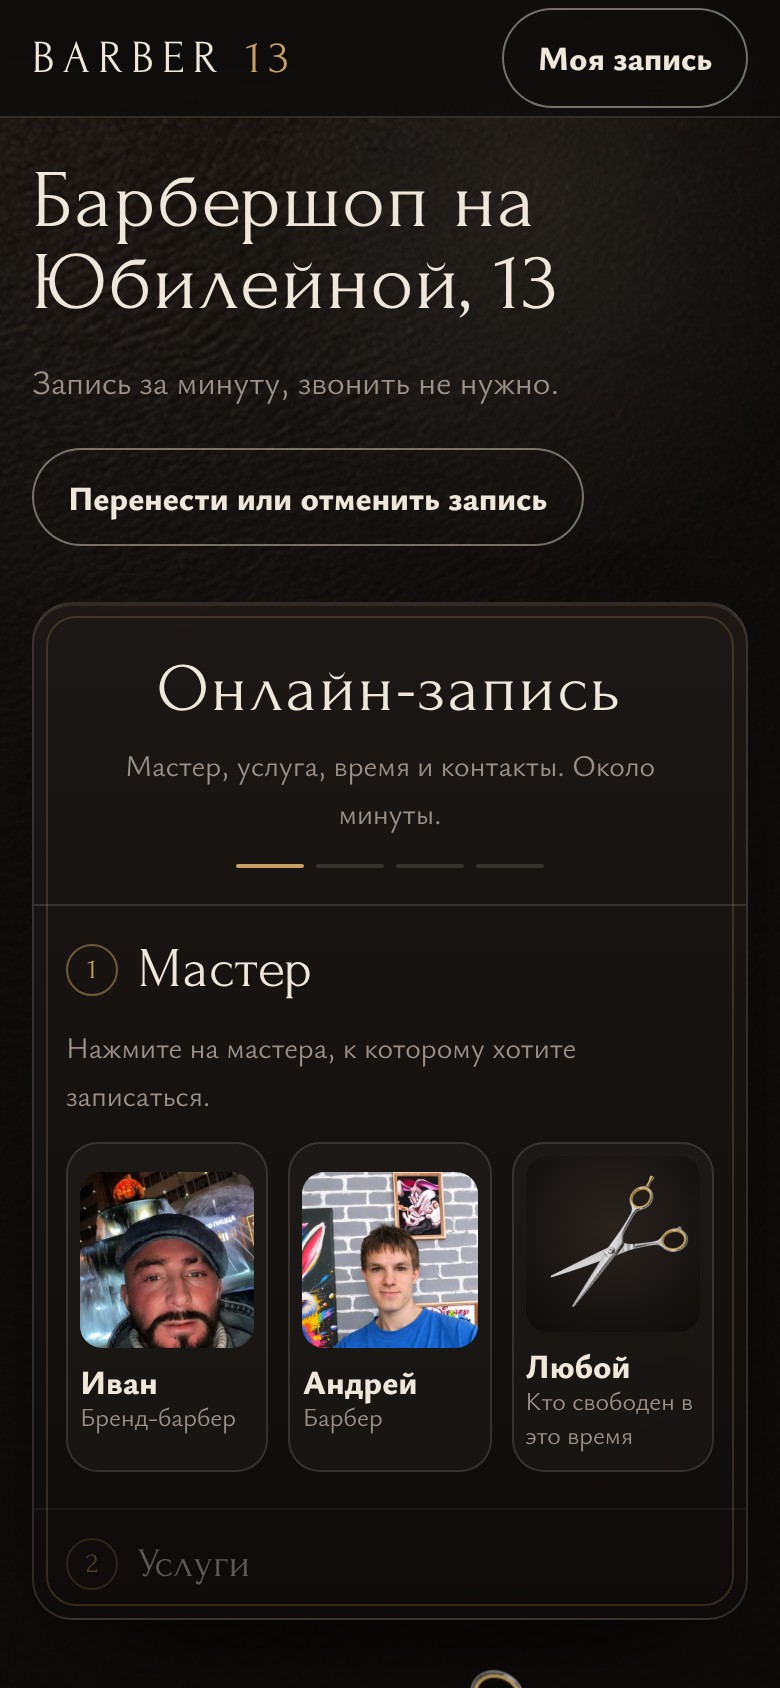 BARBER 13
Моя запись
Барбершоп на
Юбилейной, 13
Запись за минуту, звонить не нужно.
Перенести или отменить запись
Онлайн-запись
Мастер, услуга, время и контакты. Около
минуты.
1 Мастер
Нажмите на мастера, к которому хотите
записаться.
Иван
Бренд-барбер
Андрей
Барбер
Любой
Кто свободен в
это время
2 Услуги